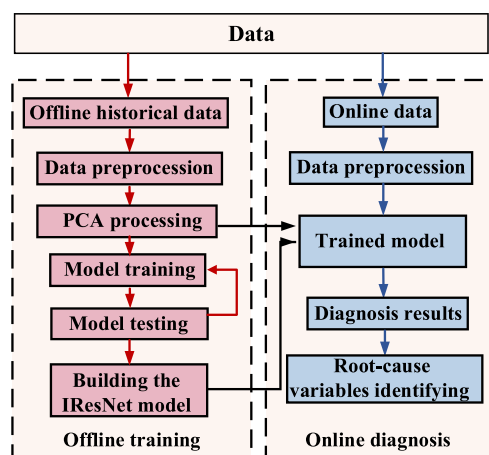 Data
Offline historical data
Data preprocession
PCA processing
Model training
Model testing
Building the
IResNet model
Offline training
Online data
Data preprocession
Trained model
Diagnosis results
Root-cause
variables identifying
Online diagnosis